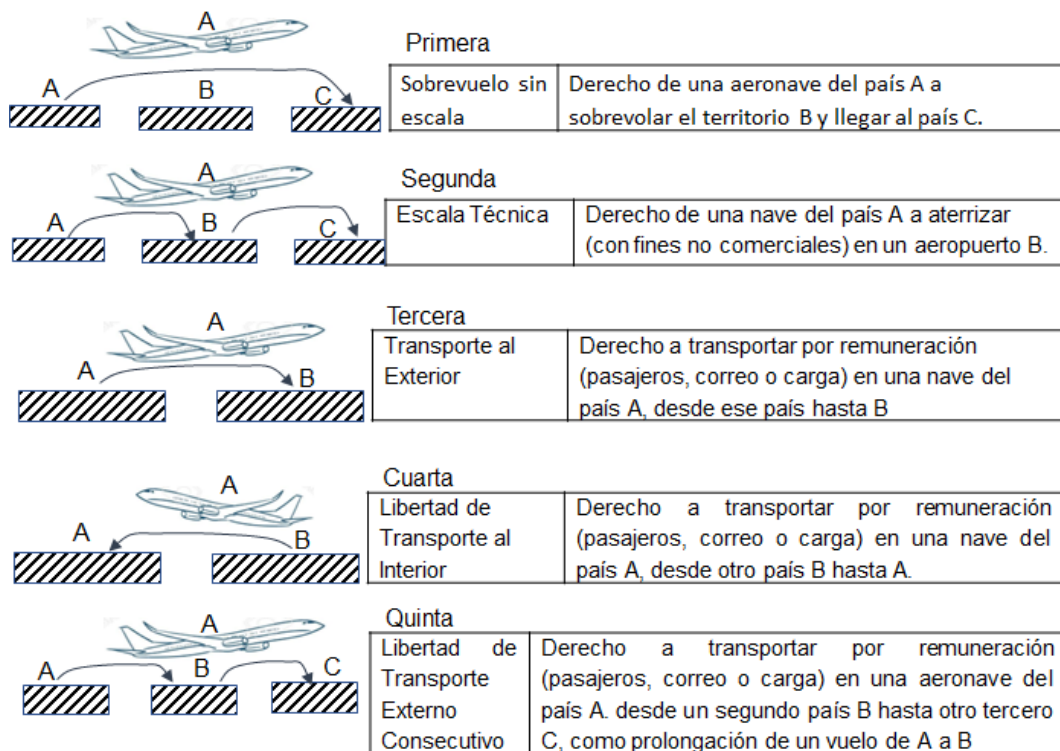 A
Primera
A
B
C
Sobrevuelo sin
escala
Derecho de una aeronave del país A a
sobrevolar el territorio B y llegar al país C.
A
Segunda
A
B
C
Escala Técnica
Derecho de una nave del país A a aterrizar
(con fines no comerciales) en un aeropuerto B.
A
Tercera
A
B
Transporte al
Exterior
Derecho a transportar por remuneración
(pasajeros, correo o carga) en una nave del
país A, desde ese país hasta B
A
Cuarta
A
B
Libertad de
Transporte al
Interior
Derecho a transportar por remuneración
(pasajeros, correo o carga) en una nave del
país A, desde otro país B hasta A.
A
Quinta
A
B
C
Libertad de
Transporte
Externo
Consecutivo
Derecho a transportar por remuneración
(pasajeros, correo o carga) en una aeronave del
país A. desde un segundo país B hasta otro tercero
C, como prolongación de un vuelo de A a B